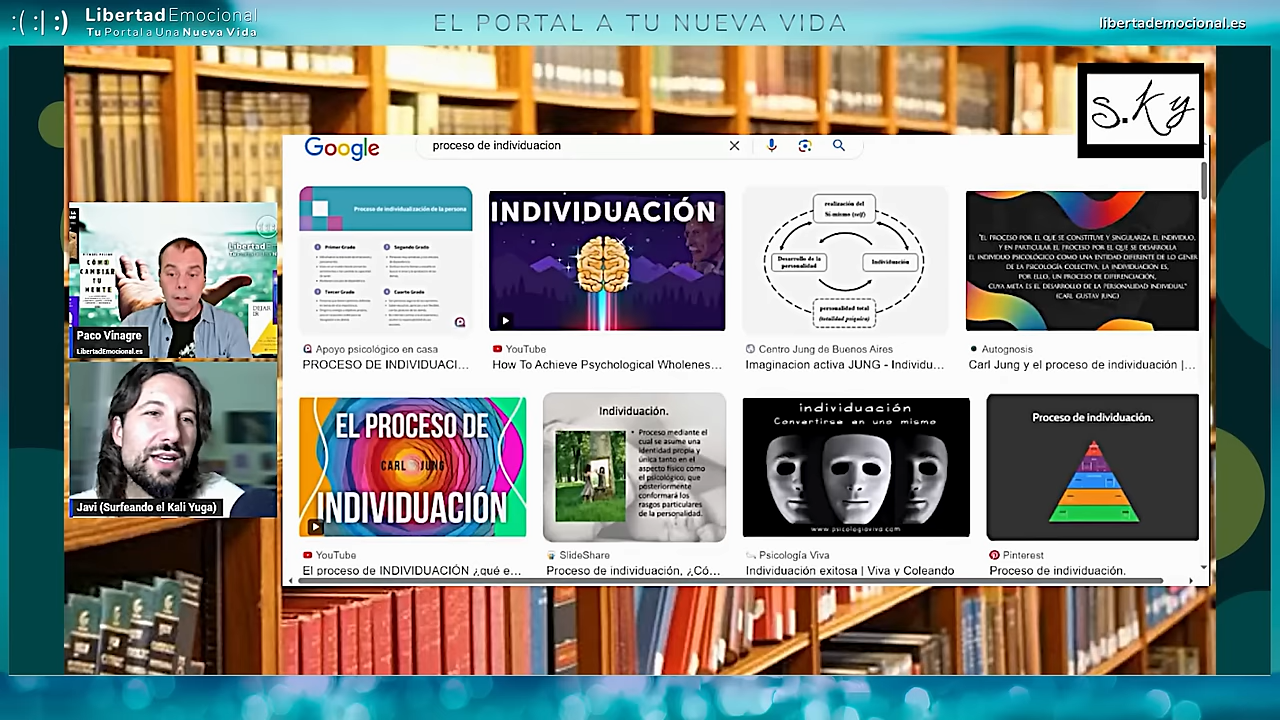 :(:|:)
Libertad Emocional
Tu Portal a Una Nueva Vida
EL PORTAL A TU NUEVA VIDA
libertademocional.es
s.Ky
Google
proceso de individuacion
Proceso de individualización de la persona
Primer Grado
Segundo Grado
Tercer Grado
Cuarto Grado
Apoyo psicológico en casa
PROCESO DE INDIVIDUACI...
INDIVIDUACIÓN
YouTube
How To Achieve Psychological Wholenes...
realización del
Sí-mismo (self)
Desarrollo de la
personalidad
Individuación
personalidad total
(totalidad psíquica)
Centro Jung de Buenos Aires
Imaginacion activa JUNG - Individu...
"EL PROCESO POR EL QUE SE CONSTITUYE Y SINGULARIZA EL INDIVIDUO,
Y EN PARTICULAR EL PROCESO POR EL QUE SE DESARROLLA
EL INDIVIDUO PSICOLÓGICO COMO UNA ENTIDAD DIFERENTE DE LO GENER
DE LA PSICOLOGÍA COLECTIVA. LA INDIVIDUACIÓN ES,
POR ELLO, UN PROCESO DE DIFERENCIACIÓN,
CUYA META ES EL DESARROLLO DE LA PERSONALIDAD INDIVIDUAL"
(CARL GUSTAV JUNG)
Autognosis
Carl Jung y el proceso de individuación |...
CÓMO
CAMBIAR
TU
MENTE
Libertad
DEJAR
Paco Vinagre
LibertadEmocional.es
Javi (Surfeando el Kali Yuga)
EL PROCESO DE
CARL JUNG
INDIVIDUACIÓN
YouTube
El proceso de INDIVIDUACIÓN ¿qué e...
Individuación.
• Proceso mediante el
cual se asume una
identidad propia y
única tanto en el
aspecto físico como
el psicológico, que
posteriormente
conformará los
rasgos particulares
de la personalidad.
SlideShare
Proceso de individuación, ¿Có...
individuación
Convertirse en uno mismo
www.psicologiaviva.com
Psicología Viva
Individuación exitosa | Viva y Coleando
Proceso de individuación.
Pinterest
Proceso de individuación.